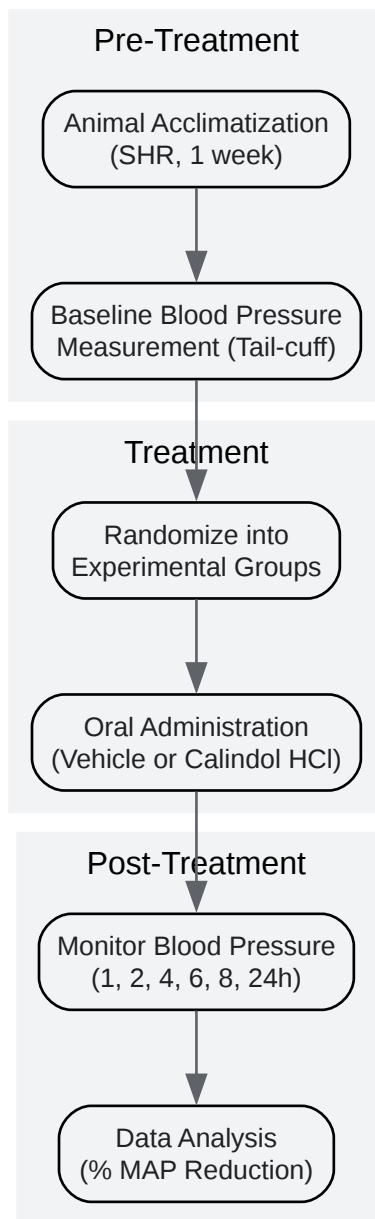 Pre-Treatment
Animal Acclimatization
(SHR, 1 week)
Baseline Blood Pressure
Measurement (Tail-cuff)
Treatment
Randomize into
Experimental Groups
Oral Administration
(Vehicle or Calindol HCl)
Post-Treatment
Monitor Blood Pressure
(1, 2, 4, 6, 8, 24h)
Data Analysis
(% MAP Reduction)